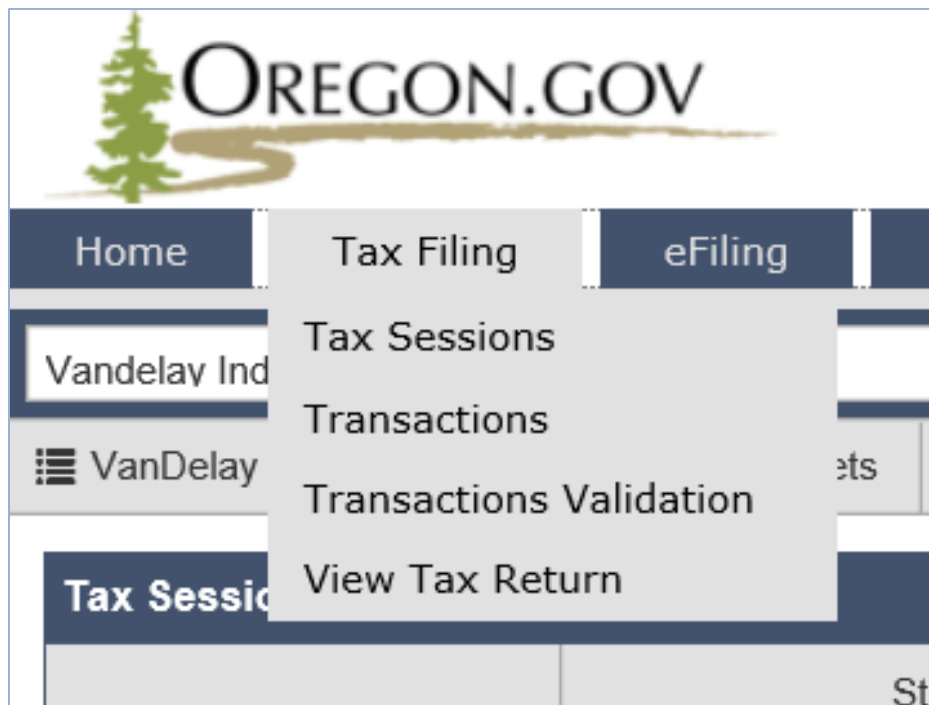 OREGON.GOV
Home Tax Filing eFiling
Tax Sessions
Vandelay Ind
Transactions
VanDelay ets
Transactions Validation
View Tax Return
Tax Sessio
St